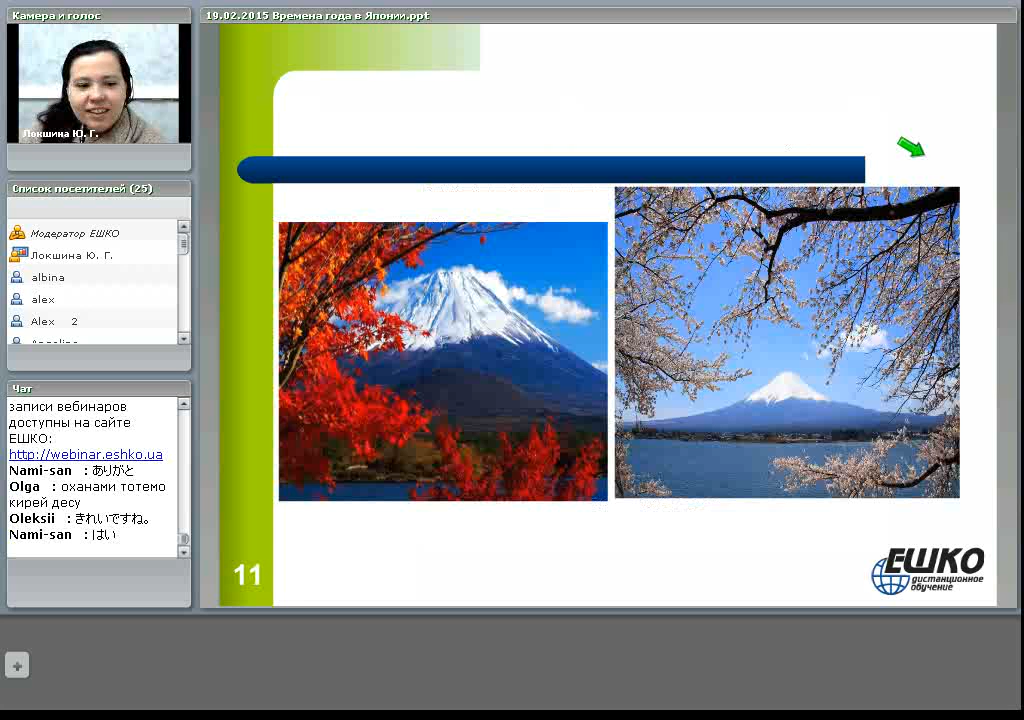 Камера и голос
Локшина Ю. Г.
Список посетителей (25)
Модератор ЕШКО
Локшина Ю. Г.
albina
alex
Alex 2
Чат
записи вебинаров
доступны на сайте
ЕШКО:
http://webinar.eshko.ua
Nami-san : ありがと
Olga : оханами тотемо
кирей десу
Oleksii : きれいですね。
Nami-san : はい
19.02.2015 Времена года в Японии.ppt
11
ЕШКО
дистанционное
обучение